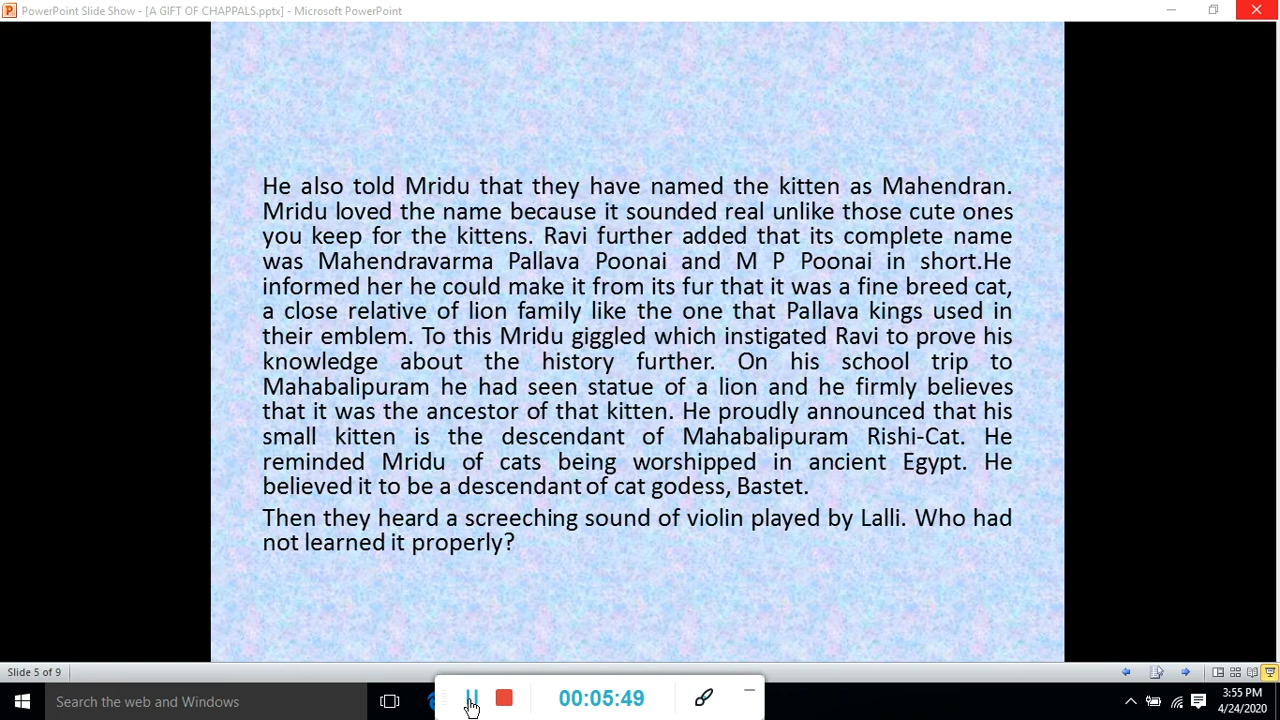 PowerPoint Slide Show - [A GIFT OF CHAPPALS.pptx] - Microsoft PowerPoint
He also told Mridu that they have named the kitten as Mahendran.
Mridu loved the name because it sounded real unlike those cute ones
you keep for the kittens. Ravi further added that its complete name
was Mahendravarma Pallava Poonai and M P Poonai in short.He
informed her he could make it from its fur that it was a fine breed cat,
a close relative of lion family like the one that Pallava kings used in
their emblem. To this Mridu giggled which instigated Ravi to prove his
knowledge about the history further. On his school trip to
Mahabalipuram he had seen statue of a lion and he firmly believes
that it was the ancestor of that kitten. He proudly announced that his
small kitten is the descendant of Mahabalipuram Rishi-Cat. He
reminded Mridu of cats being worshipped in ancient Egypt. He
believed it to be a descendant of cat godess, Bastet.
Then they heard a screeching sound of violin played by Lalli. Who had
not learned it properly?
Slide 5 of 9
Search the web and Windows
00:05:49
3:55 PM
4/24/2020